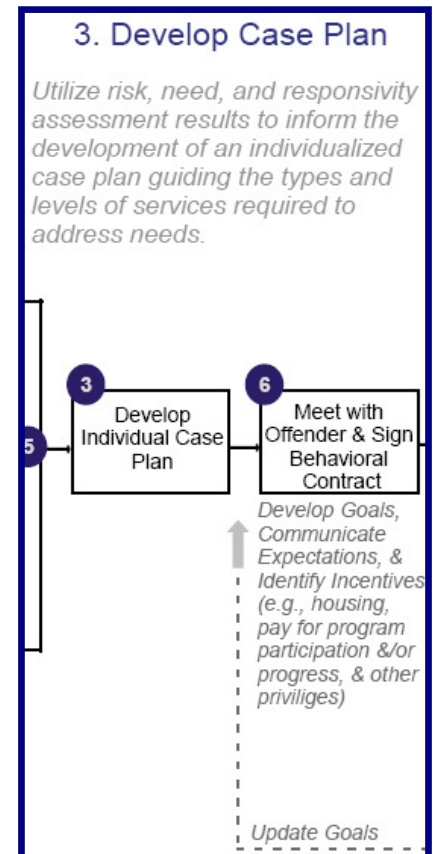 3. Develop Case Plan
Utilize risk, need, and responsivity
assessment results to inform the
development of an individualized
case plan guiding the types and
levels of services required to
address needs.
3
6
5
Develop
Individual Case
Plan
Meet with
Offender & Sign
Behavioral
Contract
Develop Goals,
Communicate
Expectations, &
Identify Incentives
(e.g., housing,
pay for program
participation &/or
progress, & other
priviliges)
Update Goals